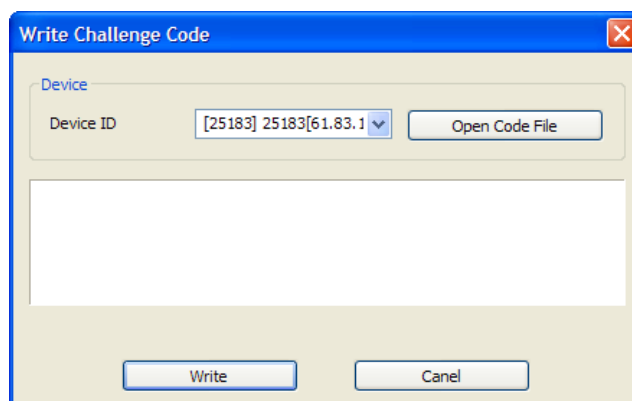 Write Challenge Code
Device
Device ID [25183] 25183[61.83.1 Open Code File
Write Canel